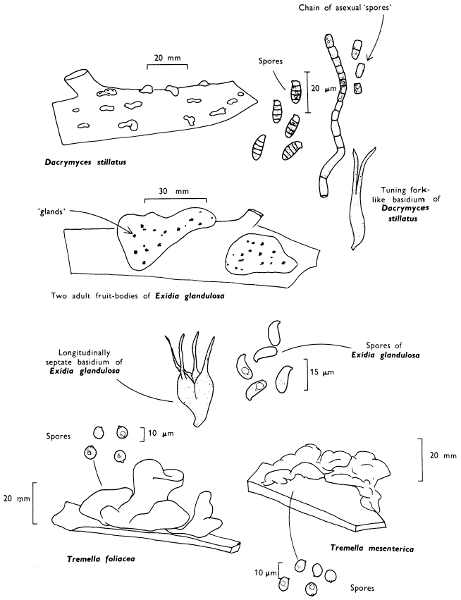 Chain of asexual 'spores'
20 mm
Spores
20 µm
Dacrymyces stillatus
Tuning fork-
like basidium of
Dacrymyces
stillatus
30 mm
'glands'
Two adult fruit-bodies of Exidia glandulosa
Longitudinally
septate basidium of
Exidia glandulosa
Spores of
Exidia glandulosa
15 µm
Spores
10 µm
20 mm
20 mm
Tremella foliacea
Tremella mesenterica
10 µm
Spores